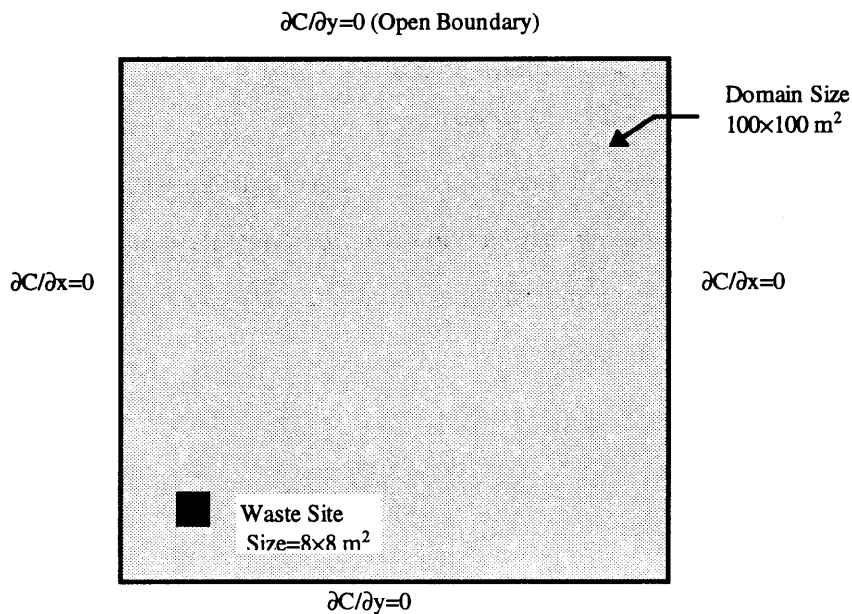 ∂C/∂y=0 (Open Boundary)
Domain Size
100×100 m²
∂C/∂x=0
∂C/∂x=0
Waste Site
Size=8×8 m²
∂C/∂y=0